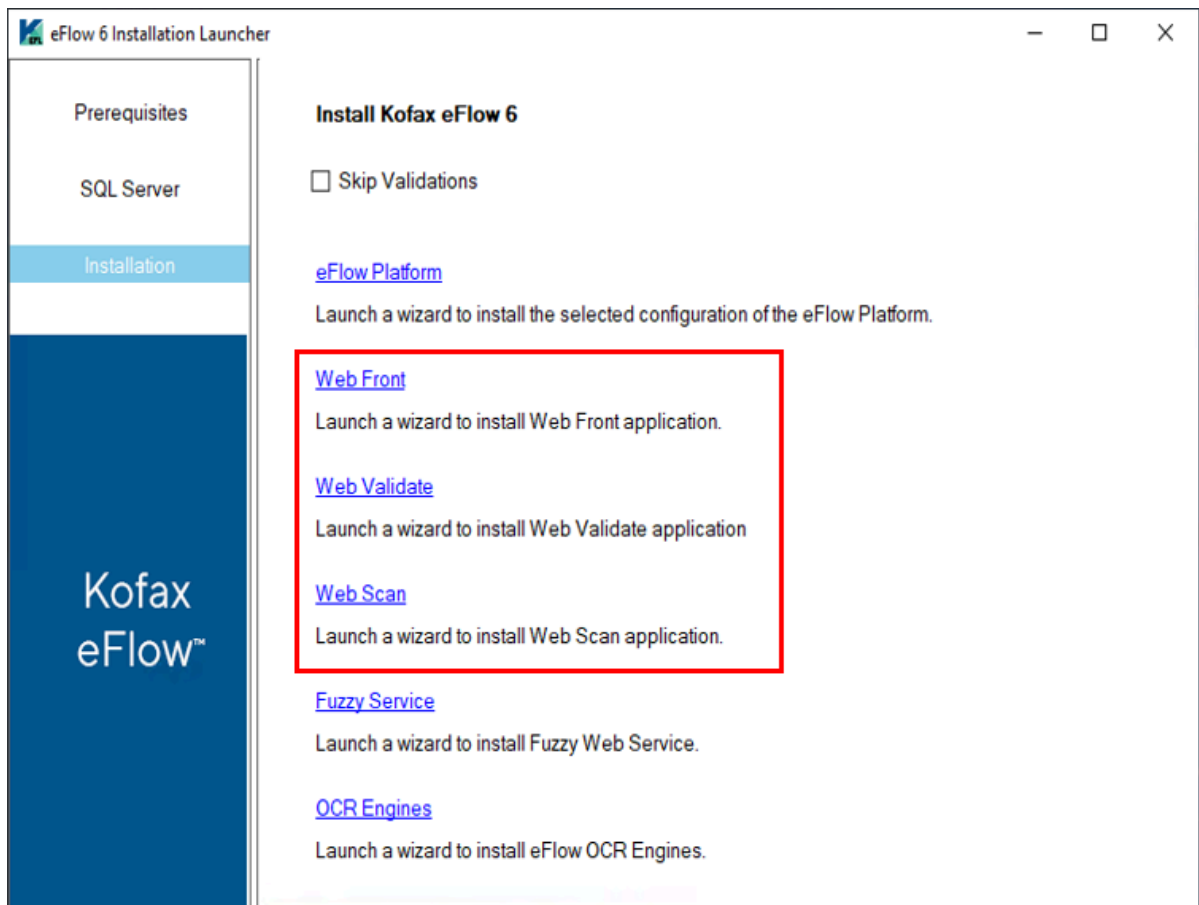 eFlow 6 Installation Launcher
Prerequisites
SQL Server
Installation
Kofax
eFlow™
Install Kofax eFlow 6
Skip Validations
eFlow Platform
Launch a wizard to install the selected configuration of the eFlow Platform.
Web Front
Launch a wizard to install Web Front application.
Web Validate
Launch a wizard to install Web Validate application
Web Scan
Launch a wizard to install Web Scan application.
Fuzzy Service
Launch a wizard to install Fuzzy Web Service.
OCR Engines
Launch a wizard to install eFlow OCR Engines.